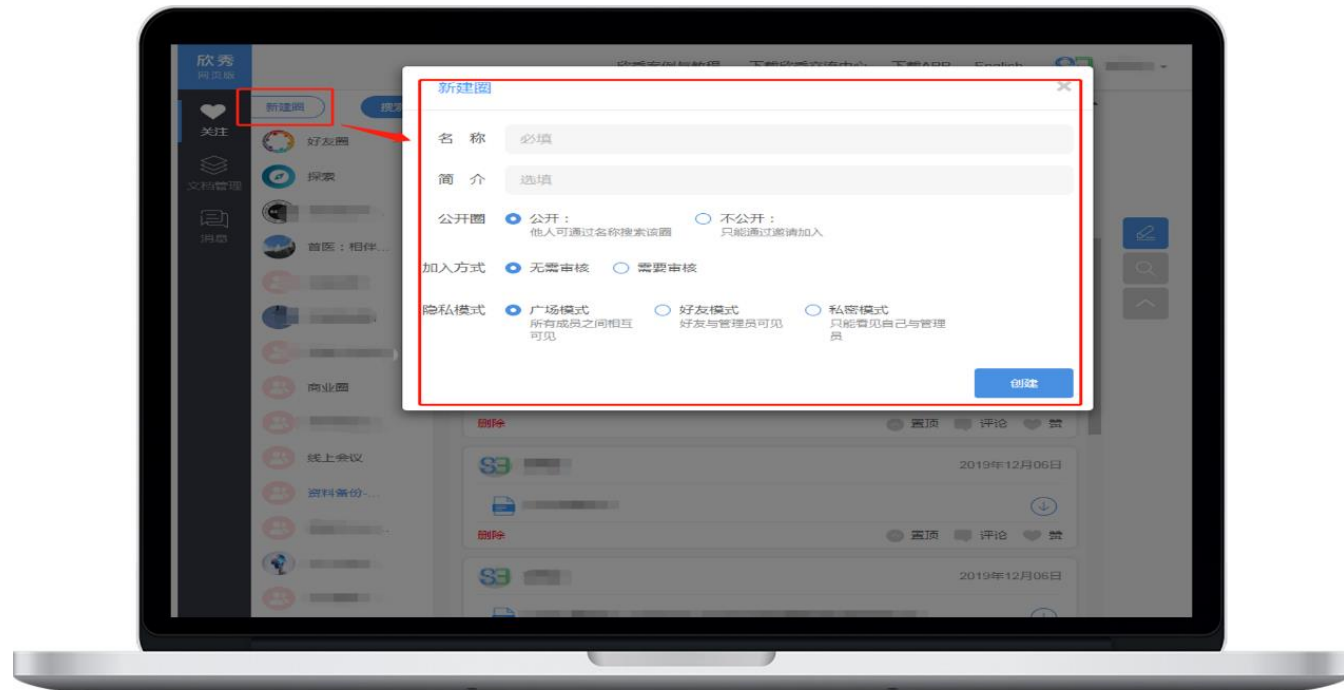 欣秀
网页版
欣秀案例与教程 下载欣秀交流中心 下载APP English
新建圈
搜索
关注
文档管理
消息
好友圈
探索
首医：相伴...
商业圈
线上会议
资料备份-...
新建圈
名 称 必填
简 介 选填
公开圈 公开： 不公开：
他人可通过名称搜索该圈 只能通过邀请加入
加入方式 无需审核 需要审核
隐私模式 广场模式 好友模式 私密模式
所有成员之间相互 好友与管理员可见 只能看见自己与管理
可见 员
创建
删除 置顶 评论 赞
2019年12月06日
删除 置顶 评论 赞
2019年12月06日